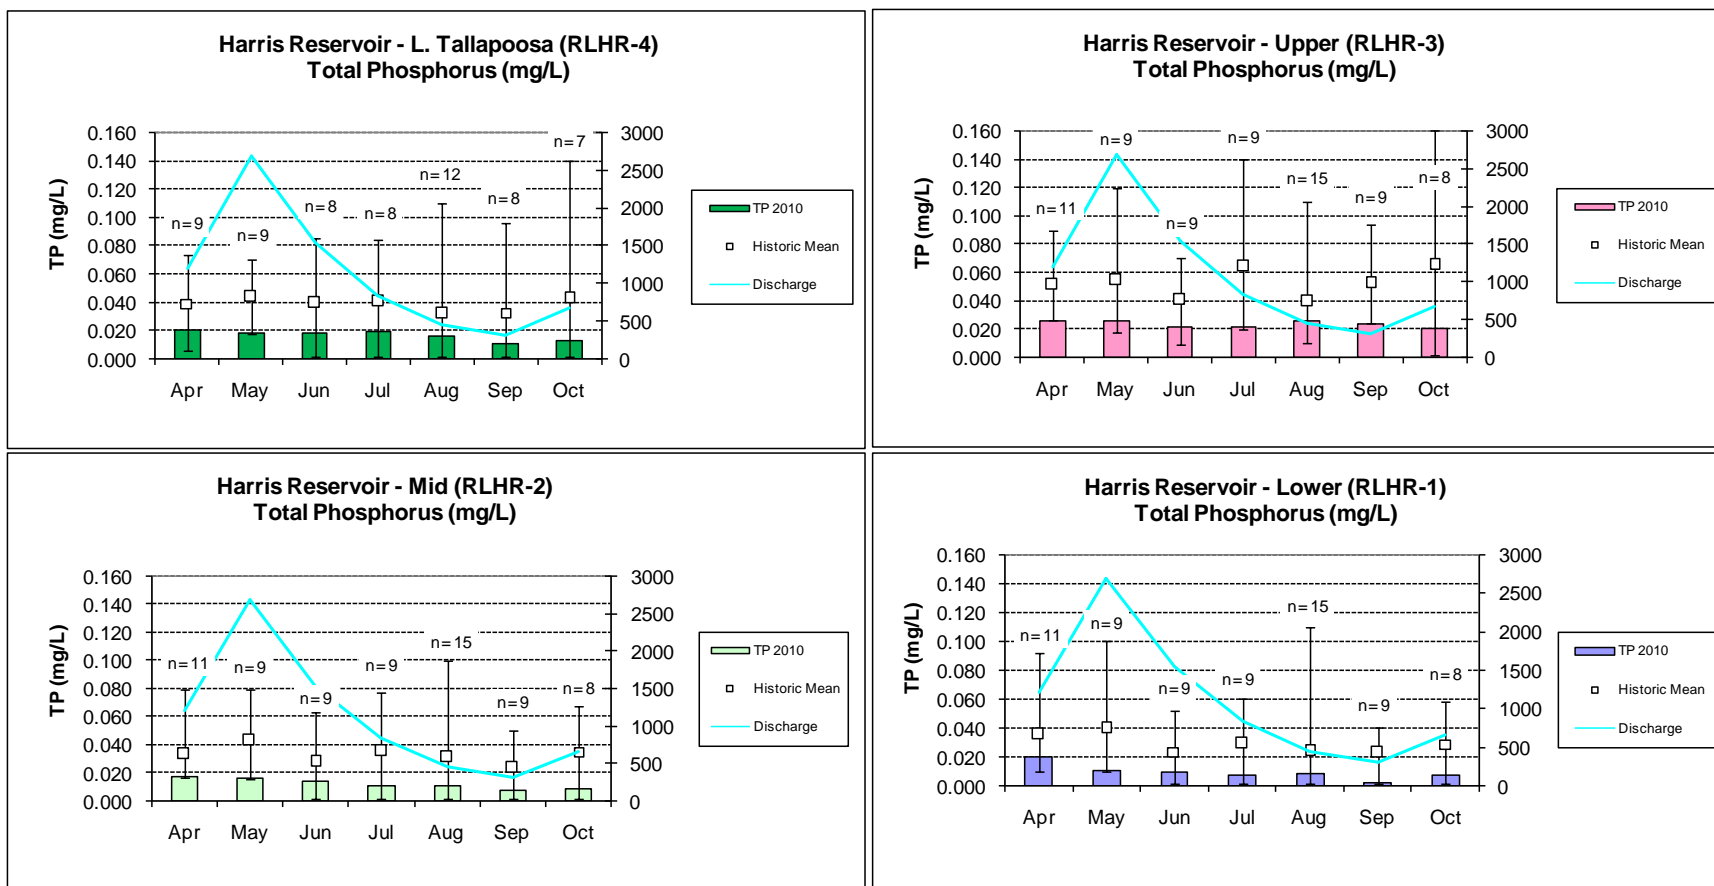 Harris Reservoir - L. Tallapoosa (RLHR-4)
Total Phosphorus (mg/L)
TP (mg/L)
0.160
0.140
0.120
0.100
0.080
0.060
0.040
0.020
0.000
3000
2500
2000
1500
1000
500
0
n=9
n=9
n=8
n=8
n=12
n=8
n=7
Apr May Jun Jul Aug Sep Oct
TP 2010
Historic Mean
Discharge
Harris Reservoir - Upper (RLHR-3)
Total Phosphorus (mg/L)
TP (mg/L)
0.160
0.140
0.120
0.100
0.080
0.060
0.040
0.020
0.000
3000
2500
2000
1500
1000
500
0
n=11
n=9
n=9
n=9
n=15
n=9
n=8
Apr May Jun Jul Aug Sep Oct
TP 2010
Historic Mean
Discharge
Harris Reservoir - Mid (RLHR-2)
Total Phosphorus (mg/L)
TP (mg/L)
0.160
0.140
0.120
0.100
0.080
0.060
0.040
0.020
0.000
3000
2500
2000
1500
1000
500
0
n=11
n=9
n=9
n=9
n=15
n=9
n=8
Apr May Jun Jul Aug Sep Oct
TP 2010
Historic Mean
Discharge
Harris Reservoir - Lower (RLHR-1)
Total Phosphorus (mg/L)
TP (mg/L)
0.160
0.140
0.120
0.100
0.080
0.060
0.040
0.020
0.000
3000
2500
2000
1500
1000
500
0
n=11
n=9
n=9
n=9
n=15
n=9
n=8
Apr May Jun Jul Aug Sep Oct
TP 2010
Historic Mean
Discharge